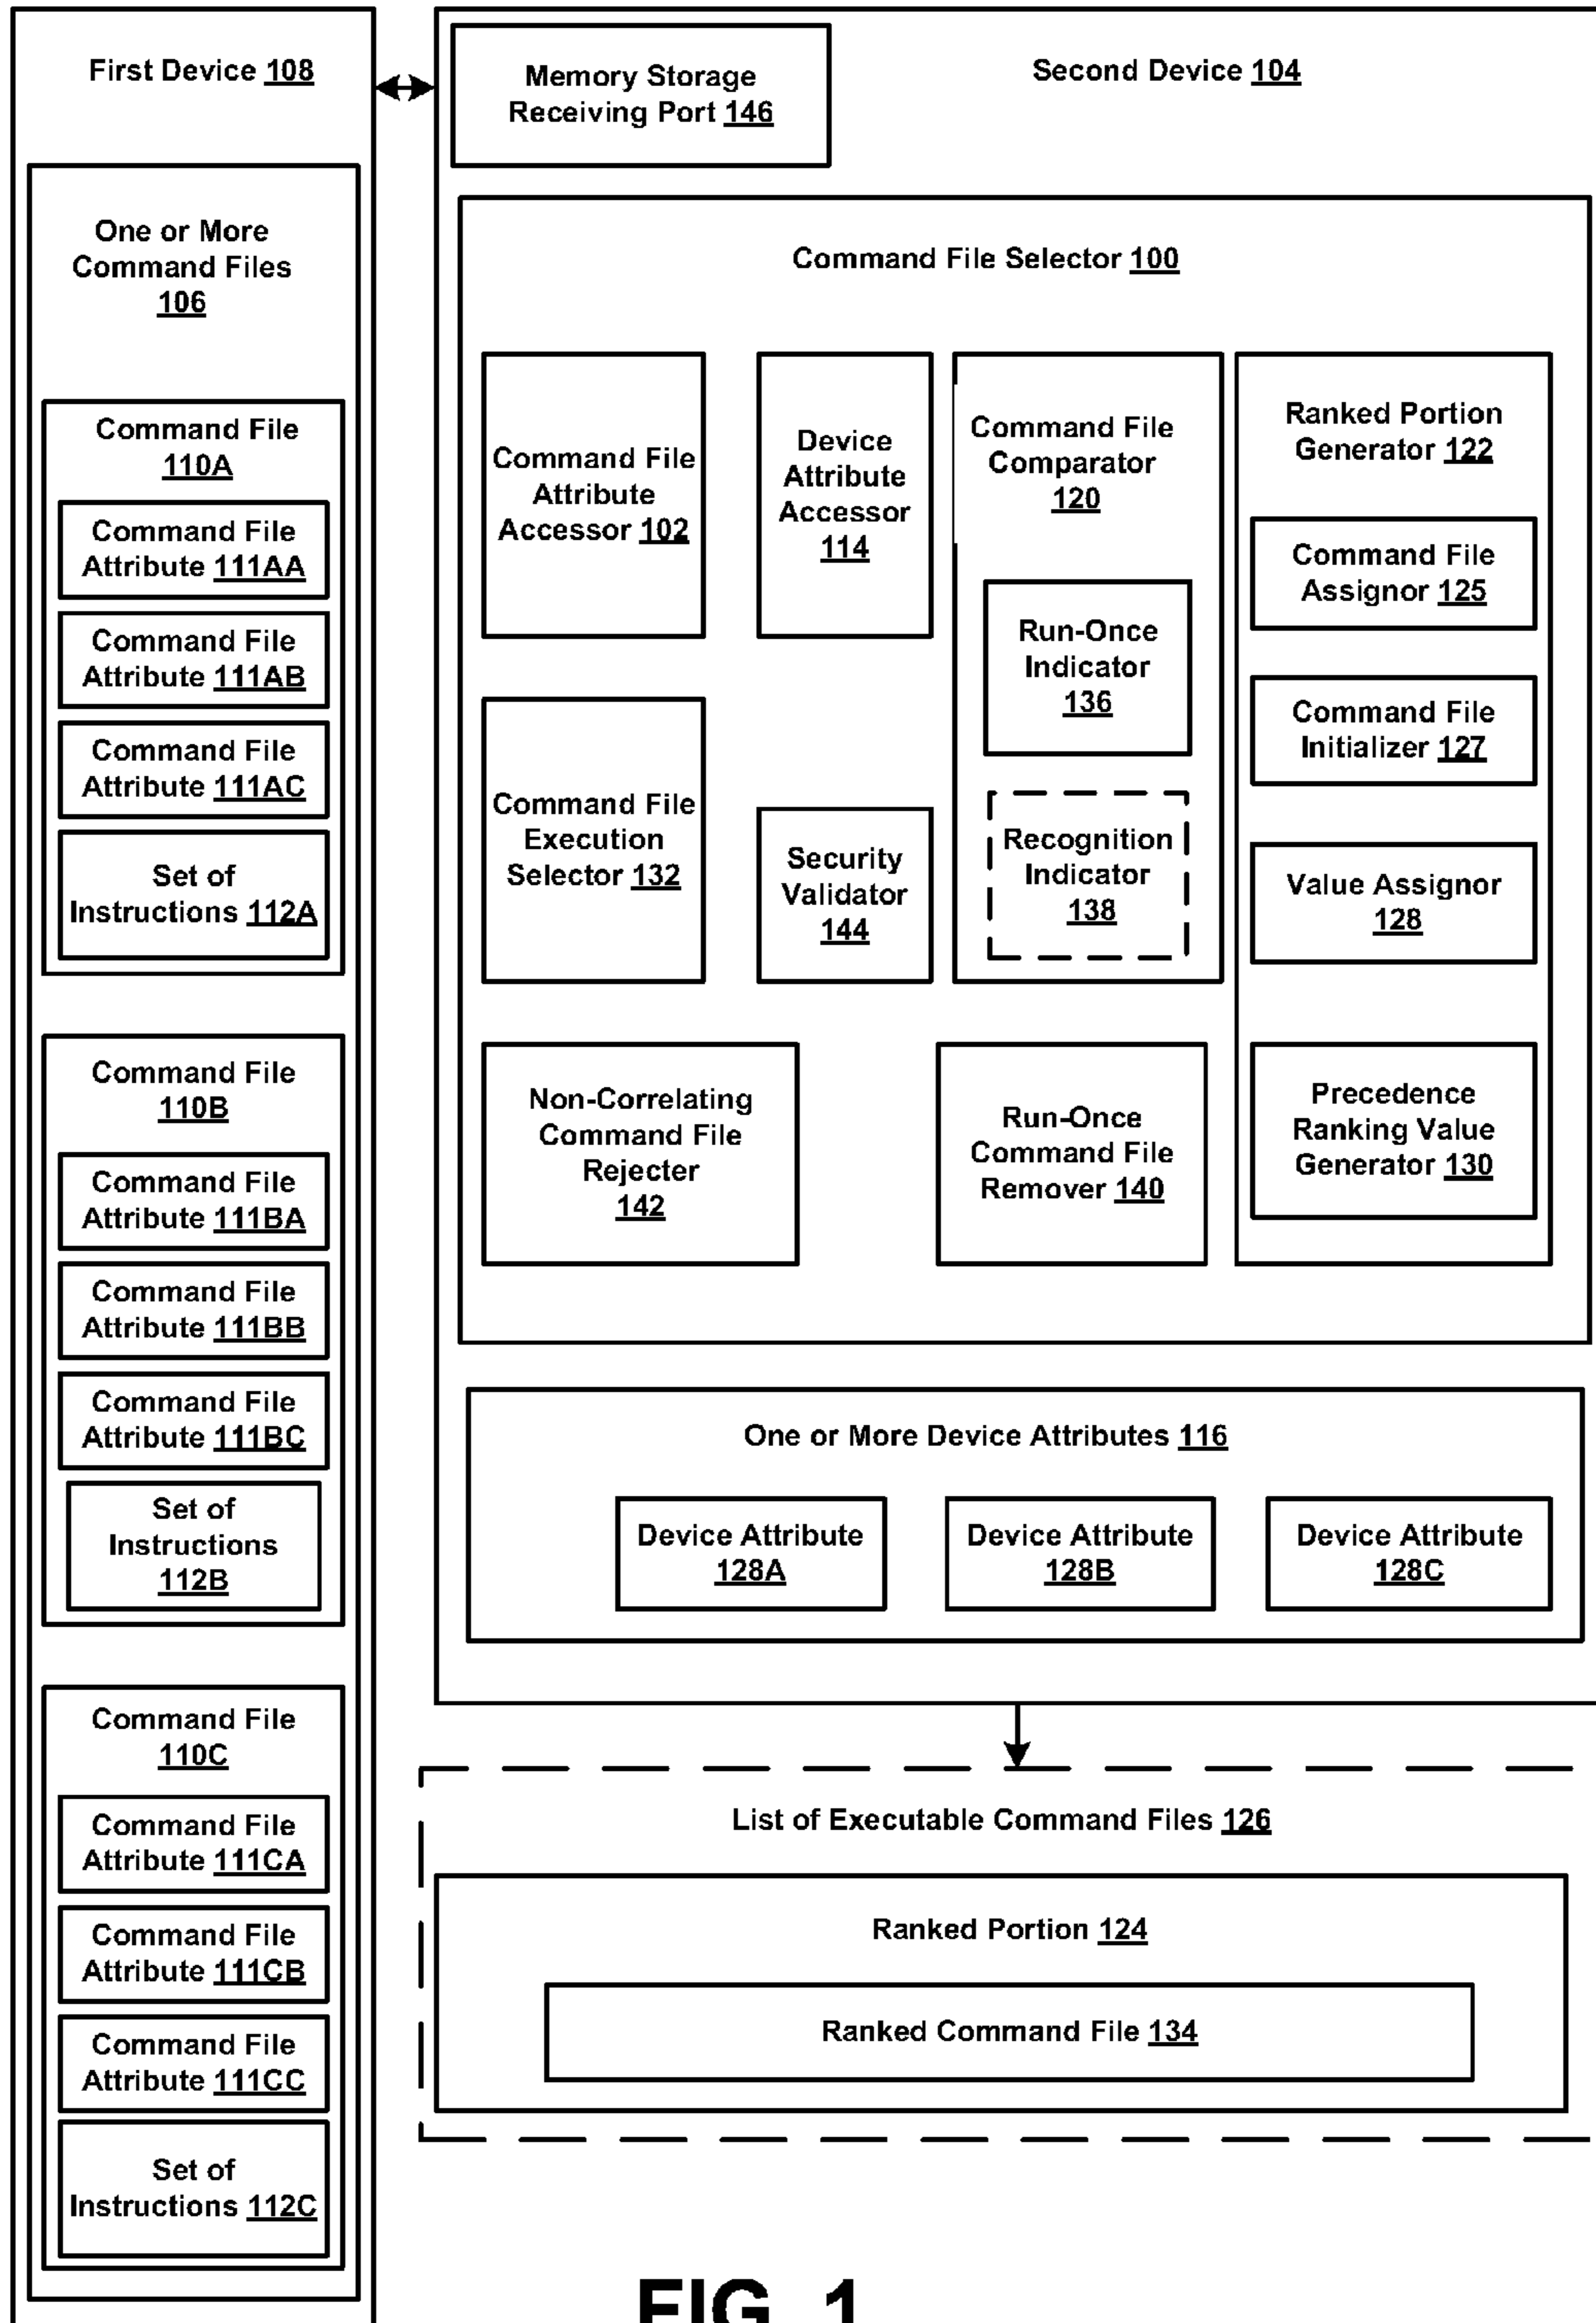 First Device 108
One or More
Command Files
106
Command File
110A
Command File
Attribute 111AA
Command File
Attribute 111AB
Command File
Attribute 111AC
Set of
Instructions 112A
Command File
110B
Command File
Attribute 111BA
Command File
Attribute 111BB
Command File
Attribute 111BC
Set of
Instructions
112B
Command File
110C
Command File
Attribute 111CA
Command File
Attribute 111CB
Command File
Attribute 111CC
Set of
Instructions 112C
Memory Storage
Receiving Port 146
Second Device 104
Command File Selector 100
Command File
Attribute
Accessor 102
Device
Attribute
Accessor
114
Command File
Comparator
120
Run-Once
Indicator
136
Recognition
Indicator
138
Ranked Portion
Generator 122
Command File
Assignor 125
Command File
Initializer 127
Value Assignor
128
Precedence
Ranking Value
Generator 130
Command File
Execution
Selector 132
Security
Validator
144
Non-Correlating
Command File
Rejecter
142
Run-Once
Command File
Remover 140
One or More Device Attributes 116
Device Attribute
128A
Device Attribute
128B
Device Attribute
128C
List of Executable Command Files 126
Ranked Portion 124
Ranked Command File 134
FIG. 1